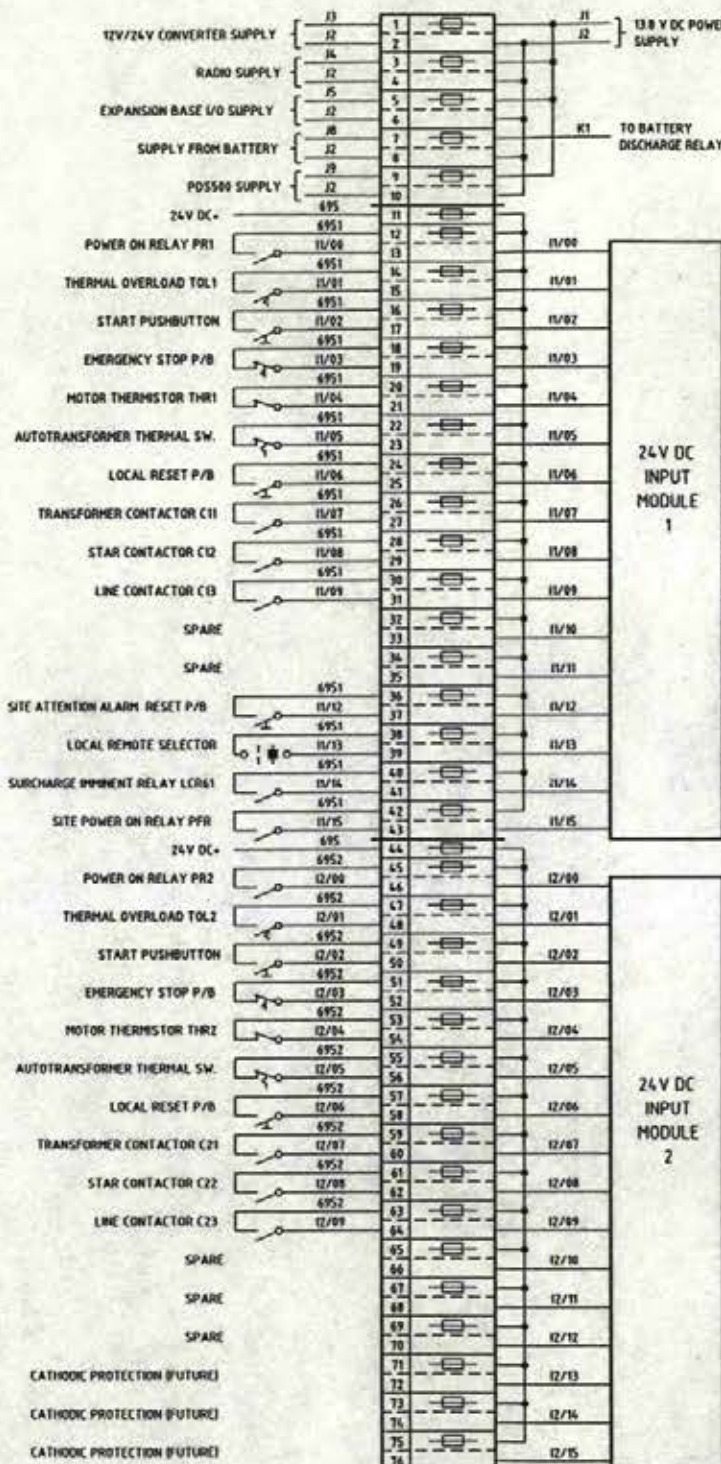 12V/24V CONVERTER SUPPLY J3 1 J1 13.8 V DC POWER
J2 2 J2 SUPPLY
RADIO SUPPLY J4 3
J2 4
EXPANSION BASE I/O SUPPLY J5 5
J2 6
SUPPLY FROM BATTERY J8 7 K1 TO BATTERY
J2 8 DISCHARGE RELAY
PDS500 SUPPLY J9 9
J2 10
24V DC+ 695 11
POWER ON RELAY PR1 6951 12
I1/00 13 I1/00
THERMAL OVERLOAD TOL1 6951 14
I1/01 15 I1/01
START PUSHBUTTON 6951 16
I1/02 17 I1/02
EMERGENCY STOP P/B 6951 18
I1/03 19 I1/03
MOTOR THERMISTOR THR1 6951 20
I1/04 21 I1/04
AUTOTRANSFORMER THERMAL SW. 6951 22
I1/05 23 I1/05
LOCAL RESET P/B 6951 24
I1/06 25 I1/06
TRANSFORMER CONTACTOR C11 6951 26
I1/07 27 I1/07
STAR CONTACTOR C12 6951 28
I1/08 29 I1/08
LINE CONTACTOR C13 6951 30
I1/09 31 I1/09
SPARE 32
33 I1/10
SPARE 34
35 I1/11
SITE ATTENTION ALARM RESET P/B 6951 36
I1/12 37 I1/12
LOCAL REMOTE SELECTOR 6951 38
I1/13 39 I1/13
SURCHARGE IMMINENT RELAY LCR61 6951 40
I1/14 41 I1/14
SITE POWER ON RELAY PFR 6951 42
I1/15 43 I1/15
24V DC
INPUT
MODULE
1
24V DC+ 695 44
POWER ON RELAY PR2 6952 45
I2/00 46 I2/00
THERMAL OVERLOAD TOL2 6952 47
I2/01 48 I2/01
START PUSHBUTTON 6952 49
I2/02 50 I2/02
EMERGENCY STOP P/B 6952 51
I2/03 52 I2/03
MOTOR THERMISTOR THR2 6952 53
I2/04 54 I2/04
AUTOTRANSFORMER THERMAL SW. 6952 55
I2/05 56 I2/05
LOCAL RESET P/B 6952 57
I2/06 58 I2/06
TRANSFORMER CONTACTOR C21 6952 59
I2/07 60 I2/07
STAR CONTACTOR C22 6952 61
I2/08 62 I2/08
LINE CONTACTOR C23 6952 63
I2/09 64 I2/09
SPARE 65
66 I2/10
SPARE 67
68 I2/11
SPARE 69
70 I2/12
CATHODIC PROTECTION (FUTURE) 71
72 I2/13
CATHODIC PROTECTION (FUTURE) 73
74 I2/14
CATHODIC PROTECTION (FUTURE) 75
76 I2/15
24V DC
INPUT
MODULE
2